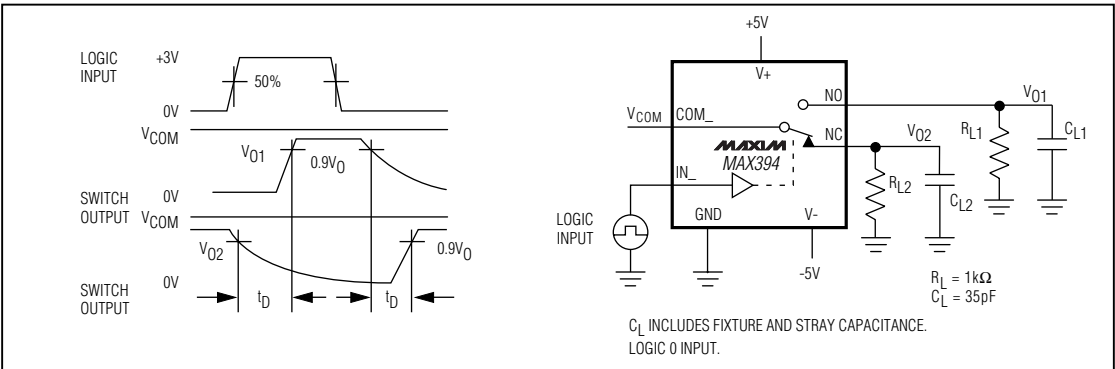 LOGIC
INPUT
+3V
50%
0V
VCOM
VO1
0.9VO
SWITCH
OUTPUT
0V
VCOM
VO2
0.9VO
0V
SWITCH
OUTPUT
tD
tD
+5V
V+
NO
VO1
VCOM
COM_
NC
VO2
RL1
CL1
MAXIM
MAX394
IN_
RL2
CL2
LOGIC
INPUT
GND
V-
-5V
RL = 1kΩ
CL = 35pF
CL INCLUDES FIXTURE AND STRAY CAPACITANCE.
LOGIC 0 INPUT.